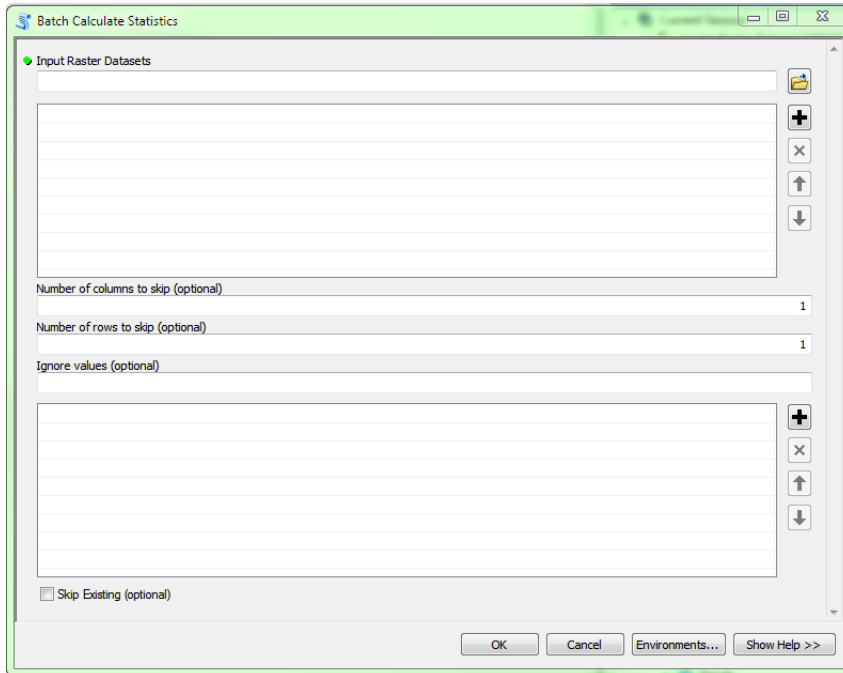 Batch Calculate Statistics
Input Raster Datasets
Number of columns to skip (optional)
1
Number of rows to skip (optional)
1
Ignore values (optional)
Skip Existing (optional)
OK Cancel Environments... Show Help >>